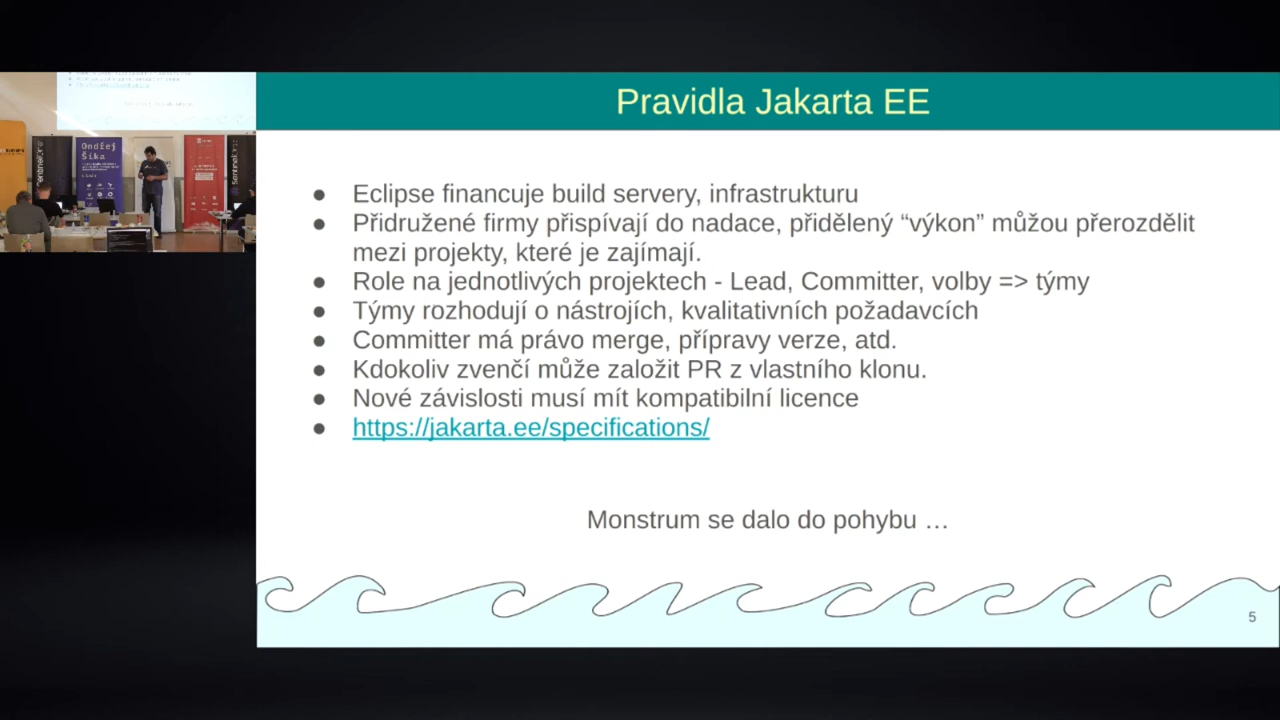 Pravidla Jakarta EE
● Eclipse financuje build servery, infrastrukturu
● Přidružené firmy přispívají do nadace, přidělený “výkon” můžou přerozdělit
mezi projekty, které je zajímají.
● Role na jednotlivých projektech - Lead, Committer, volby => týmy
● Týmy rozhodují o nástrojích, kvalitativních požadavcích
● Committer má právo merge, přípravy verze, atd.
● Kdokoliv zvenčí může založit PR z vlastního klonu.
● Nové závislosti musí mít kompatibilní licence
● https://jakarta.ee/specifications/
Monstrum se dalo do pohybu …
5
Ondřej
Šika
SentinelOne